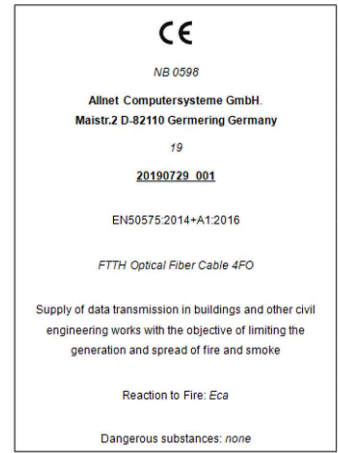 CE
NB 0598
Allnet Computersysteme GmbH.
Maistr.2 D-82110 Germering Germany
19
20190729_001
EN50575:2014+A1:2016
FTTH Optical Fiber Cable 4FO
Supply of data transmission in buildings and other civil
engineering works with the objective of limiting the
generation and spread of fire and smoke
Reaction to Fire: Eca
Dangerous substances: none